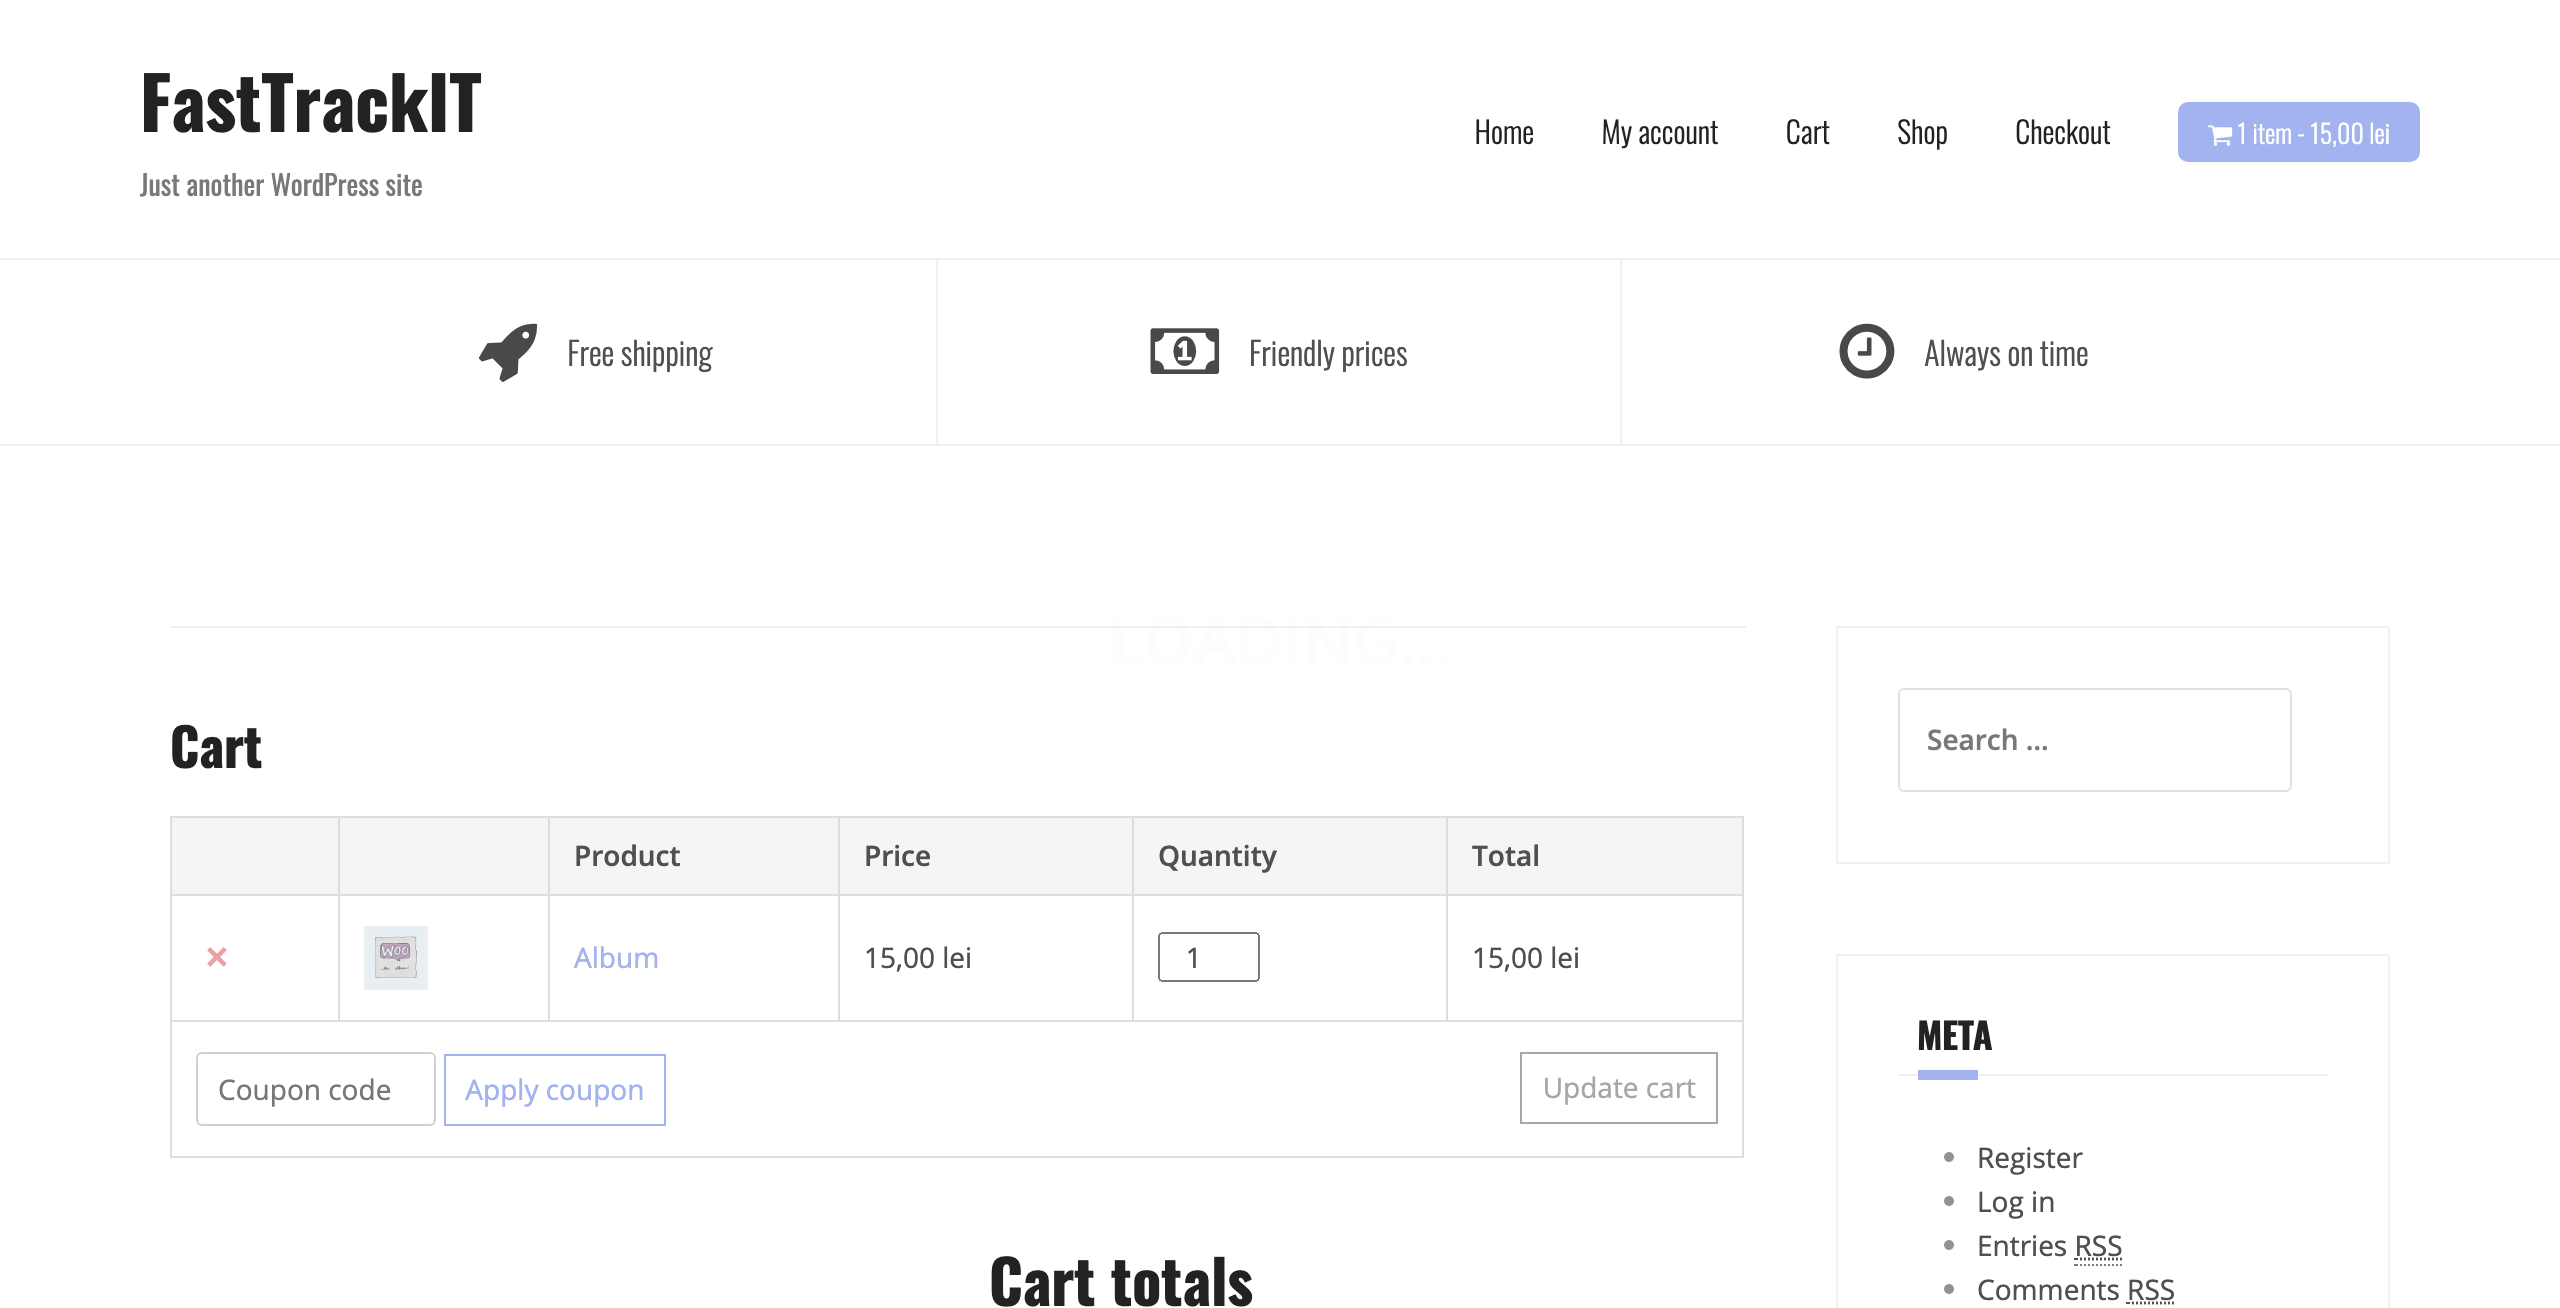 FastTrackIT
Just another WordPress site
Home My account Cart Shop Checkout 1 item - 15,00 lei
Free shipping Friendly prices Always on time
LOADING...
Search ...
Cart
Product Price Quantity Total
WOO
Album 15,00 lei 1 15,00 lei
Coupon code Apply coupon Update cart
META
Register
Log in
Entries RSS
Comments RSS
Cart totals